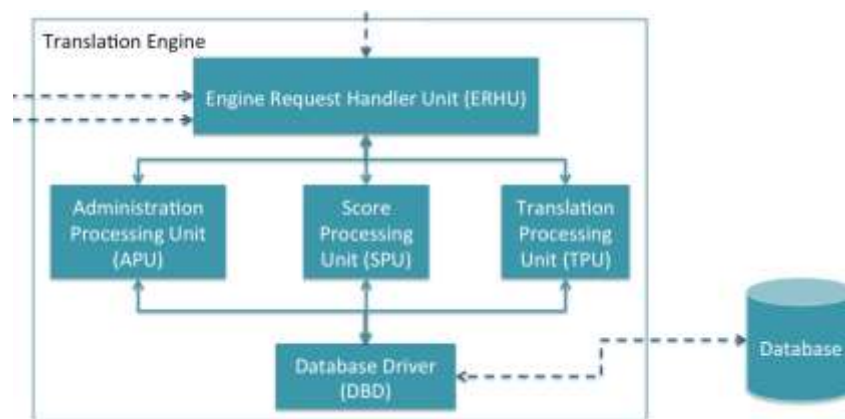 Translation Engine
Engine Request Handler Unit (ERHU)
Administration
Processing Unit
(APU)
Score
Processing
Unit (SPU)
Translation
Processing
Unit (TPU)
Database Driver
(DBD)
Database